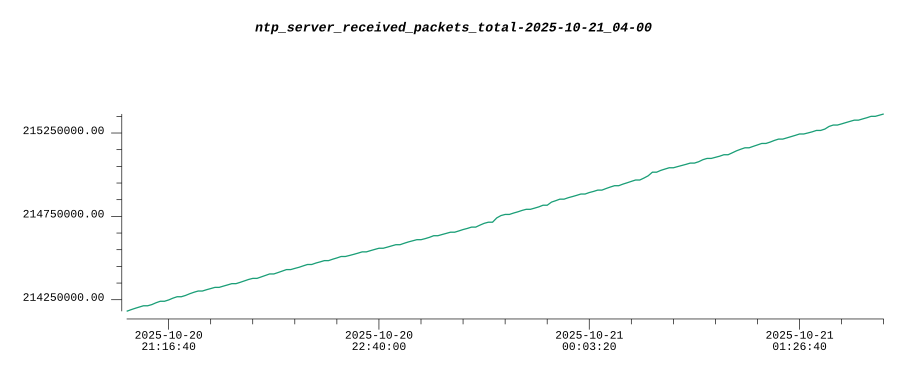 ntp_server_received_packets_total-2025-10-21_04-00
215250000.00
214750000.00
214250000.00
2025-10-20 2025-10-20 2025-10-21 2025-10-21
21:16:40 22:40:00 00:03:20 01:26:40